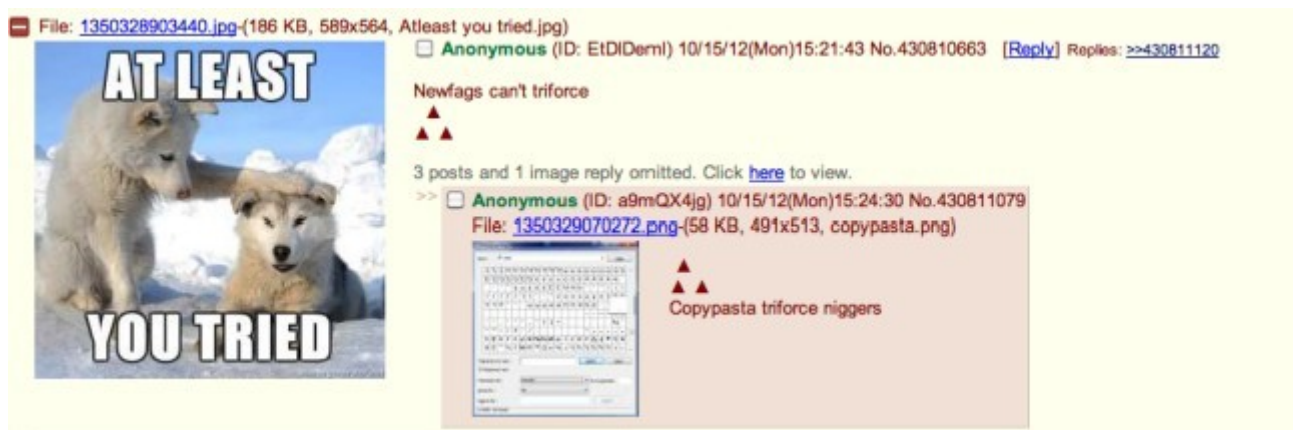 File: 1350328903440.jpg-(186 KB, 589x564, Atleast you tried.jpg)
AT LEAST
YOU TRIED
Anonymous (ID: EtDlDeml) 10/15/12(Mon)15:21:43 No.430810663 [Reply] Replies: >>430811120
Newfags can't triforce
▲
▲ ▲
3 posts and 1 image reply omitted. Click here to view.
>> Anonymous (ID: a9mQX4jg) 10/15/12(Mon)15:24:30 No.430811079
File: 1350329070272.png-(58 KB, 491x513, copypasta.png)
▲
▲ ▲
Copypasta triforce niggers